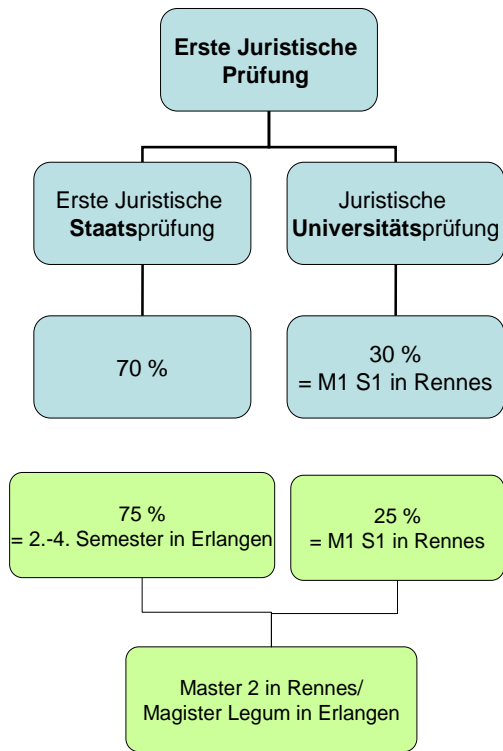 Erste Juristische
Prüfung
Erste Juristische
Staatsprüfung
Juristische
Universitätsprüfung
70 %
30 %
= M1 S1 in Rennes
75 %
= 2.-4. Semester in Erlangen
25 %
= M1 S1 in Rennes
Master 2 in Rennes/
Magister Legum in Erlangen